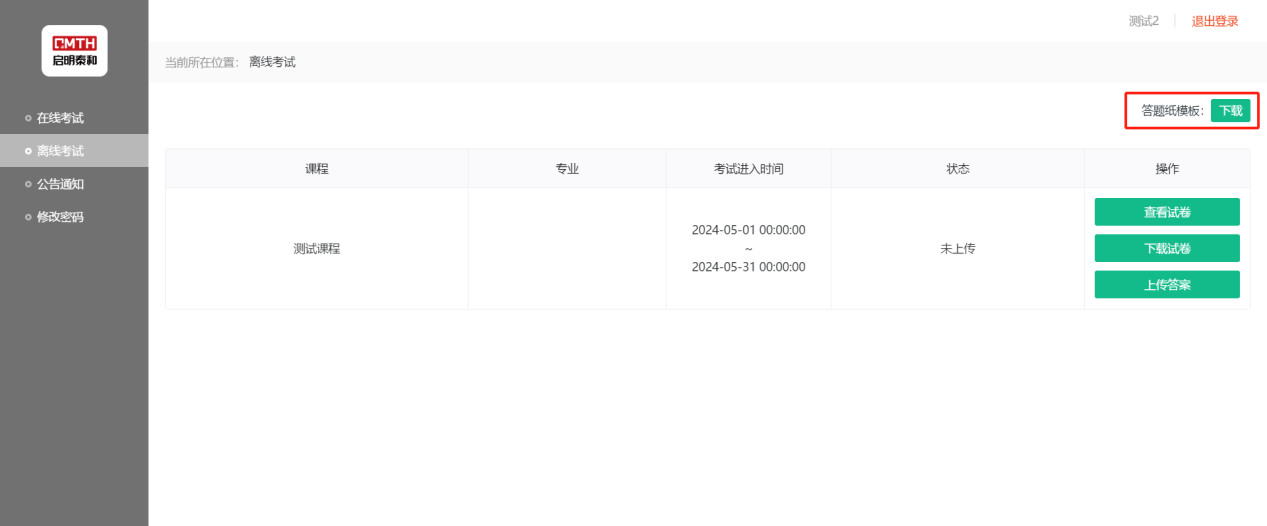 测试2 退出登录
CMTH
启明泰和
当前所在位置： 离线考试
在线考试
离线考试
公告通知
修改密码
答题纸模板： 下载
课程 专业 考试进入时间 状态 操作
测试课程
2024-05-01 00:00:00
~
2024-05-31 00:00:00
未上传
查看试卷
下载试卷
上传答案